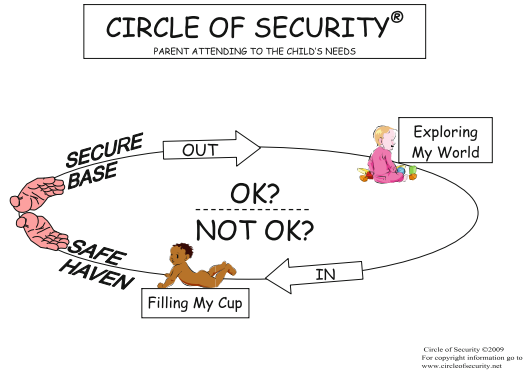 CIRCLE OF SECURITY®
PARENT ATTENDING TO THE CHILD'S NEEDS
SECURE
BASE
OUT
Exploring
My World
OK?
NOT OK?
SAFE
HAVEN
IN
Filling My Cup
Circle of Security ©2009
For copyright information go to
www.circleofsecurity.net